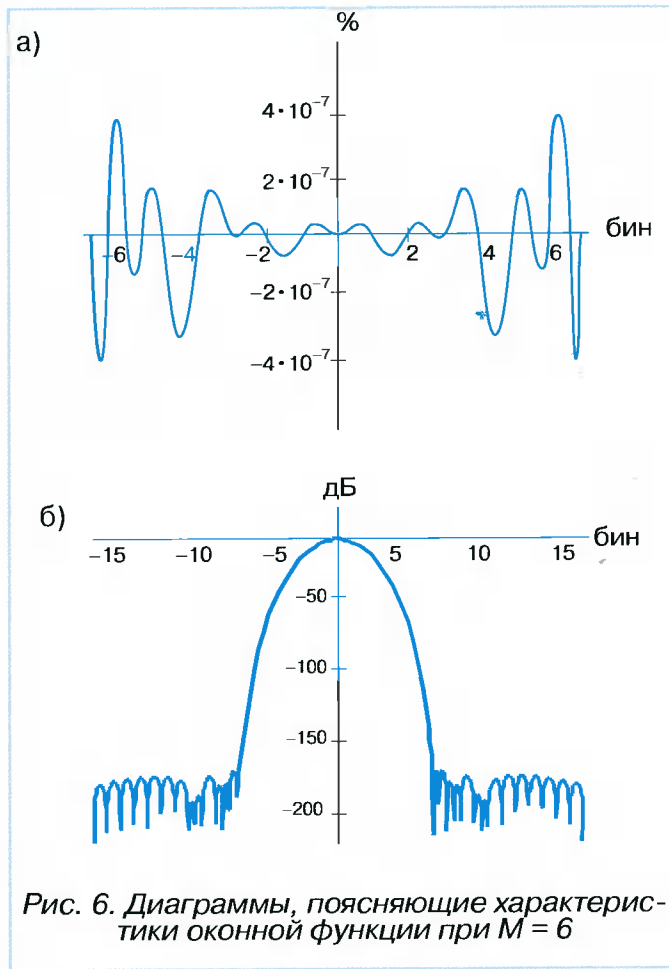 а)
%
4·10⁻⁷
2·10⁻⁷
бин
−6 −4 −2 2 4 6
−2·10⁻⁷
−4·10⁻⁷
б)
дБ
бин
−15 −10 −5 5 10 15
−50
−100
−150
−200
Рис. 6. Диаграммы, поясняющие характерис-
тики оконной функции при М = 6